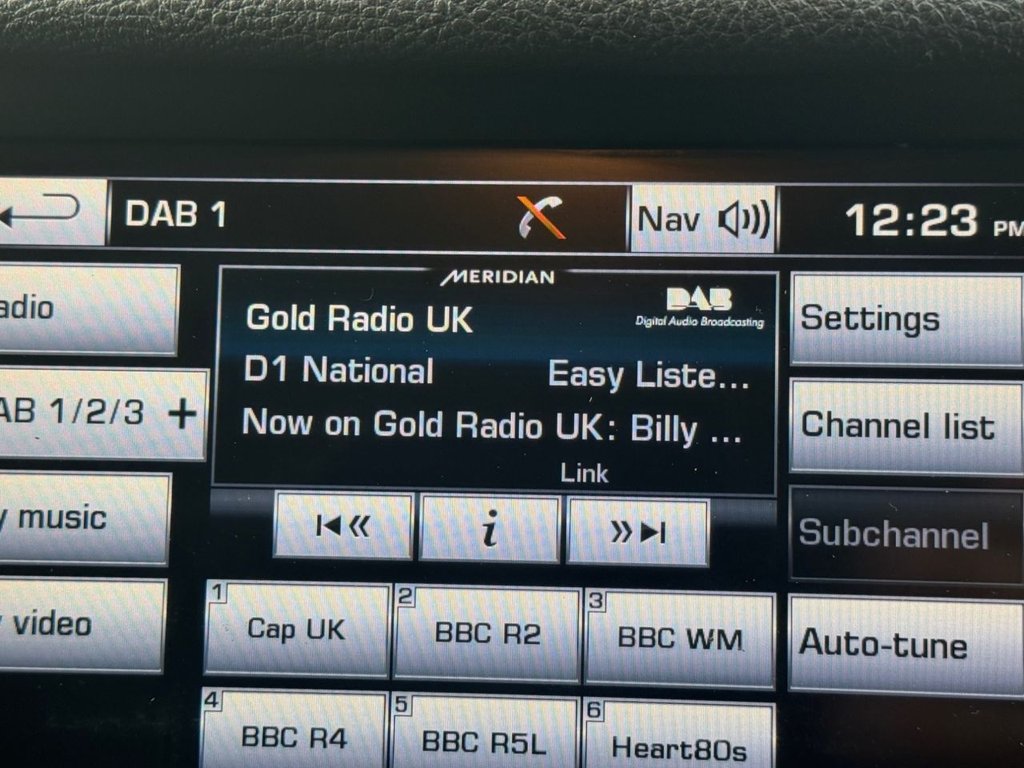 DAB 1
Nav
12:23 PM
MERIDIAN
DAB
Digital Audio Broadcasting
Gold Radio UK
D1 National
Easy Liste...
Now on Gold Radio UK: Billy ...
Link
adio
AB 1/2/3 +
y music
y video
Settings
Channel list
Subchannel
Auto-tune
i
1 Cap UK
2 BBC R2
3 BBC WM
4 BBC R4
5 BBC R5L
6 Heart80s